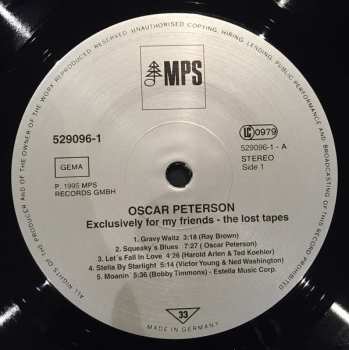 ALL RIGHTS OF THE PRODUCER AND OF THE OWNER OF THE WORK REPRODUCED RESERVED. UNAUTHORISED COPYING, HIRING, LENDING, PUBLIC PERFORMANCE AND BROADCASTING OF THIS RECORD PROHIBITED
MPS
529096-1
LC 0979
GEMA
529096-1 - A
STEREO
Side 1
P, 1995 MPS
RECORDS GMBH
OSCAR PETERSON
Exclusively for my friends - the lost tapes
1. Gravy Waltz 3:18 (Ray Brown)
2. Squesky´s Blues 7:27 ( Oscar Peterson)
3. Let´s Fall In Love 4:26 (Harold Arlen & Ted Koehler)
4. Stella By Starlight 5:14 (Victor Young & Ned Washington)
5. Moanin 5:36 (Bobby Timmons) - Estella Music Corp.
33
MADE IN GERMANY